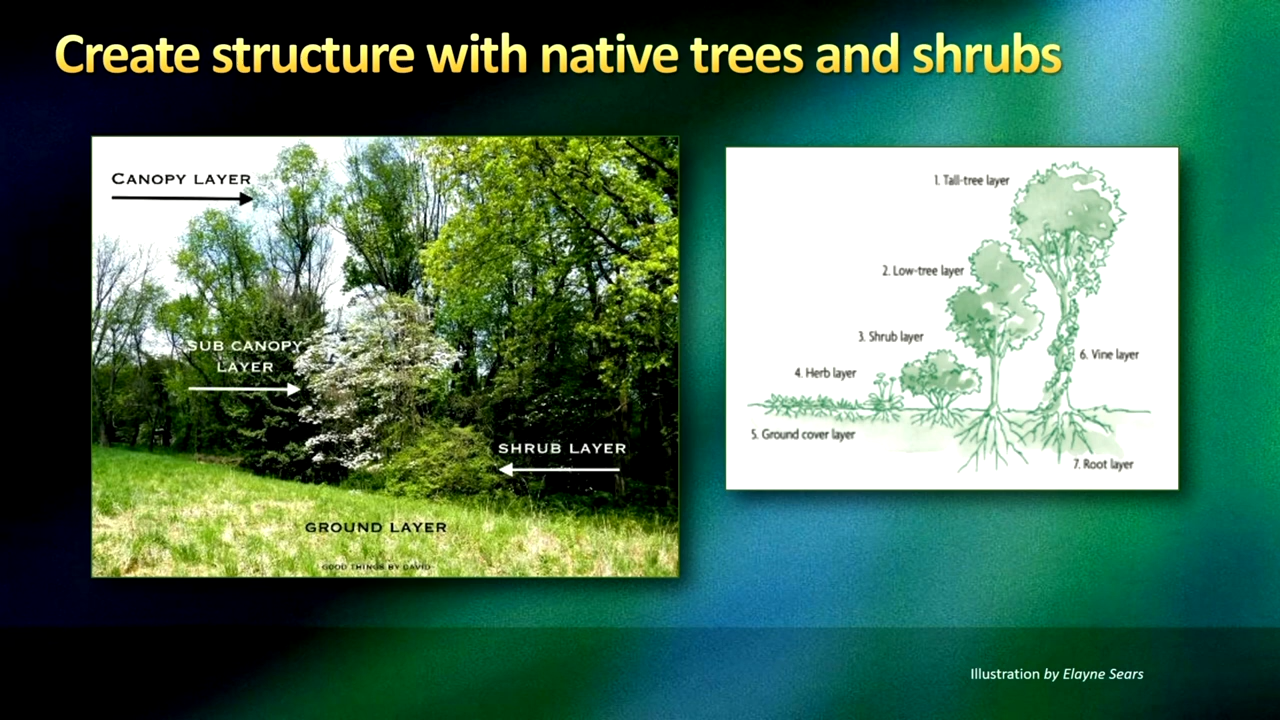 Create structure with native trees and shrubs
CANOPY LAYER
SUB CANOPY
LAYER
SHRUB LAYER
GROUND LAYER
GOOD THINGS BY DAVID
1. Tall-tree layer
2. Low-tree layer
3. Shrub layer
6. Vine layer
4. Herb layer
5. Ground cover layer
7. Root layer
Illustration by Elayne Sears